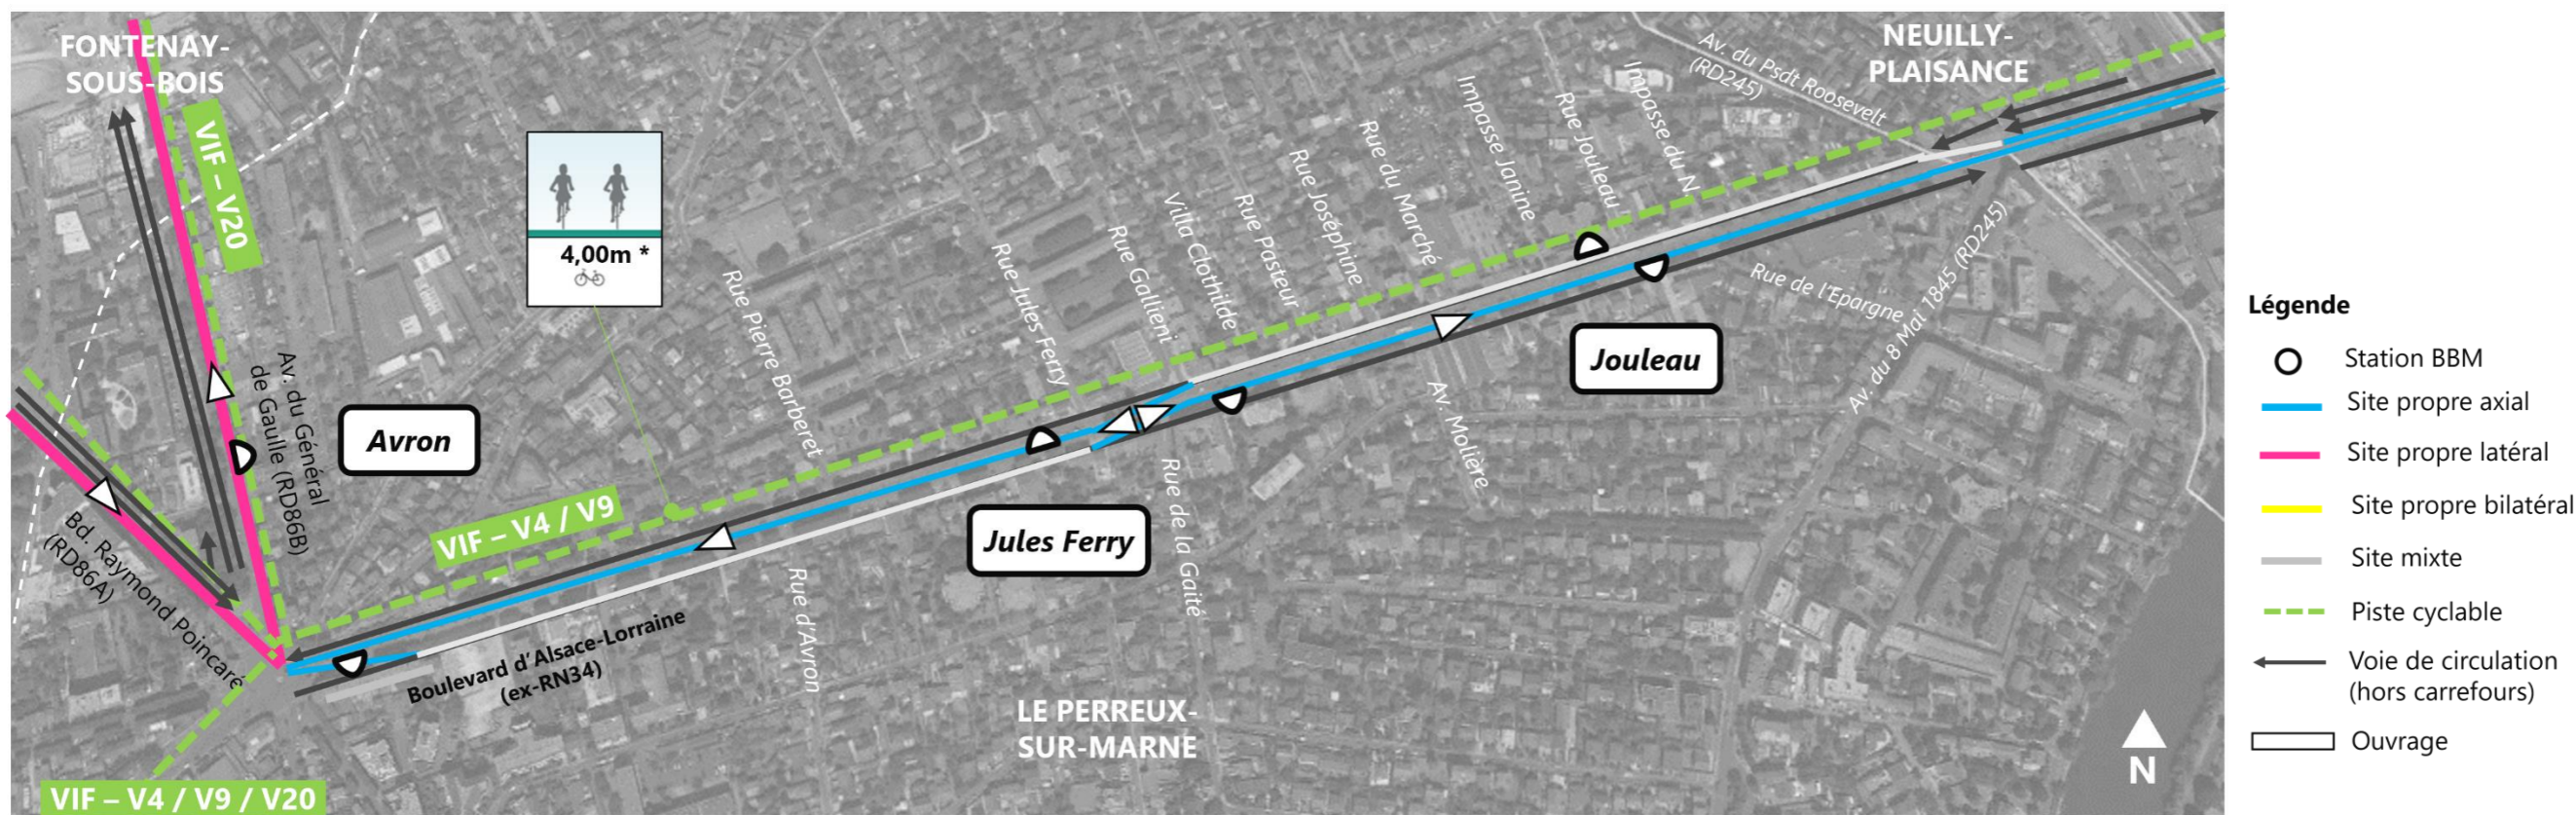 FONTENAY-
SOUS-BOIS
NEUILLY-
PLAISANCE
Av. du Psdt Roosevelt
(RD245)
VIF – V20
4,00m *
Impasse du N
Rue Jouleau
Impasse Janine
Rue du Marché
Rue Joséphine
Rue Pasteur
Villa Clothilde
Rue Gallieni
Rue Jules Ferry
Rue Pierre Barberet
Rue de l'Epargne
Av. du 8 Mai 1845 (RD245)
Jouleau
Av. Molière
Av. du Général
de Gaulle (RD86B)
Avron
Bd. Raymond Poincaré
(RD86A)
VIF – V4 / V9
Jules Ferry
Rue de la Gaité
Rue d'Avron
Boulevard d'Alsace-Lorraine
(ex-RN34)
LE PERREUX-
SUR-MARNE
VIF – V4 / V9 / V20
N
Légende
Station BBM
Site propre axial
Site propre latéral
Site propre bilatéral
Site mixte
Piste cyclable
Voie de circulation
(hors carrefours)
Ouvrage